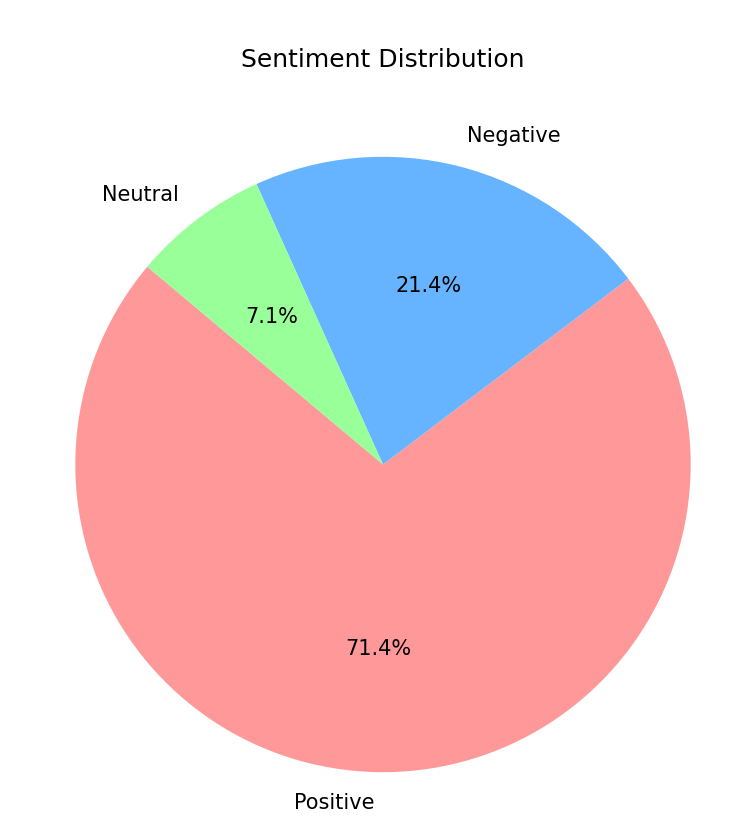 Sentiment Distribution
Negative
Neutral
21.4%
7.1%
71.4%
Positive